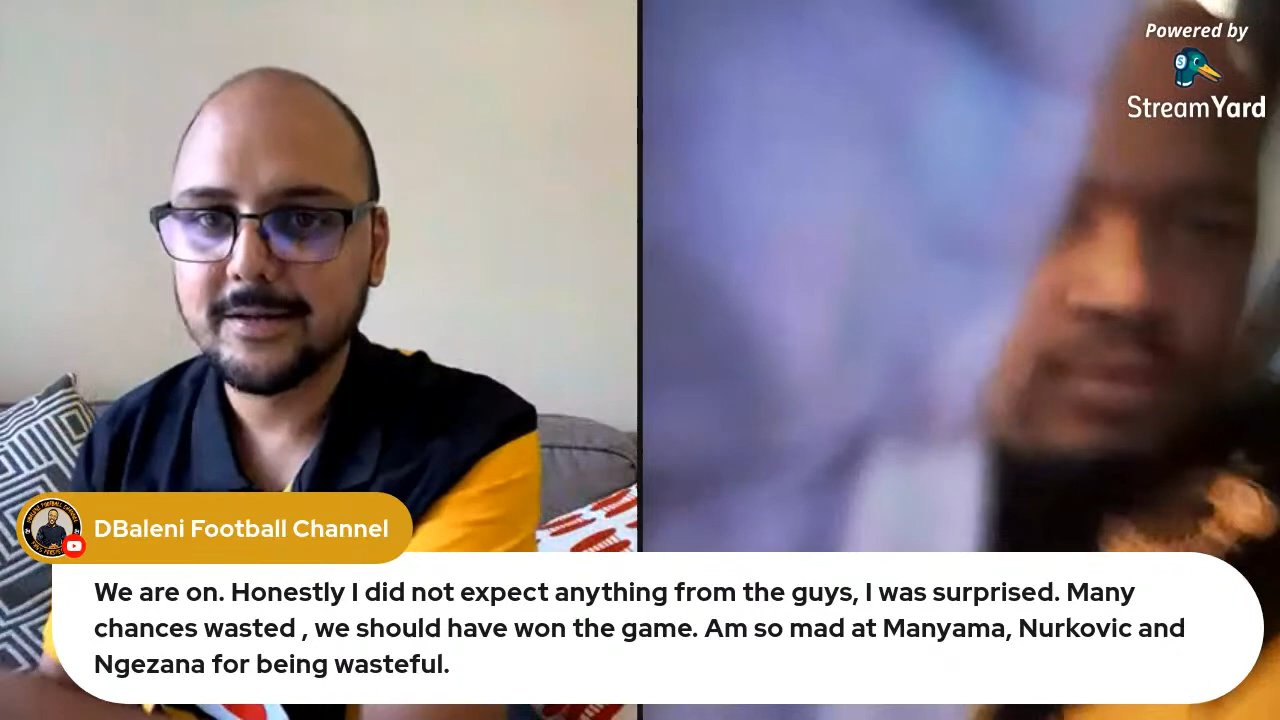 Powered by
StreamYard
DBaleni Football Channel
We are on. Honestly I did not expect anything from the guys, I was surprised. Many
chances wasted , we should have won the game. Am so mad at Manyama, Nurkovic and
Ngezana for being wasteful.